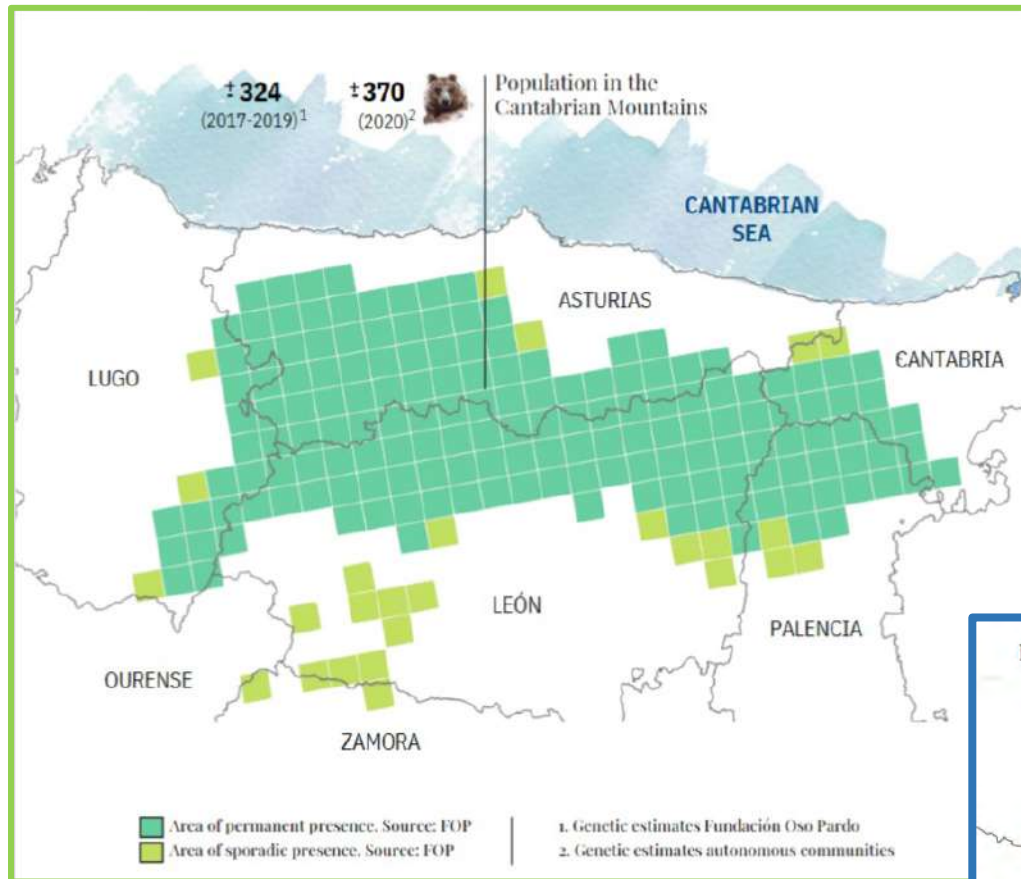 ± 324
(2017-2019)¹
± 370
(2020)²
Population in the
Cantabrian Mountains
CANTABRIAN
SEA
ASTURIAS
CANTABRIA
LUGO
LEÓN
PALENCIA
OURENSE
ZAMORA
Area of permanent presence. Source: FOP
Area of sporadic presence. Source: FOP
1. Genetic estimates Fundación Oso Pardo
2. Genetic estimates autonomous communities